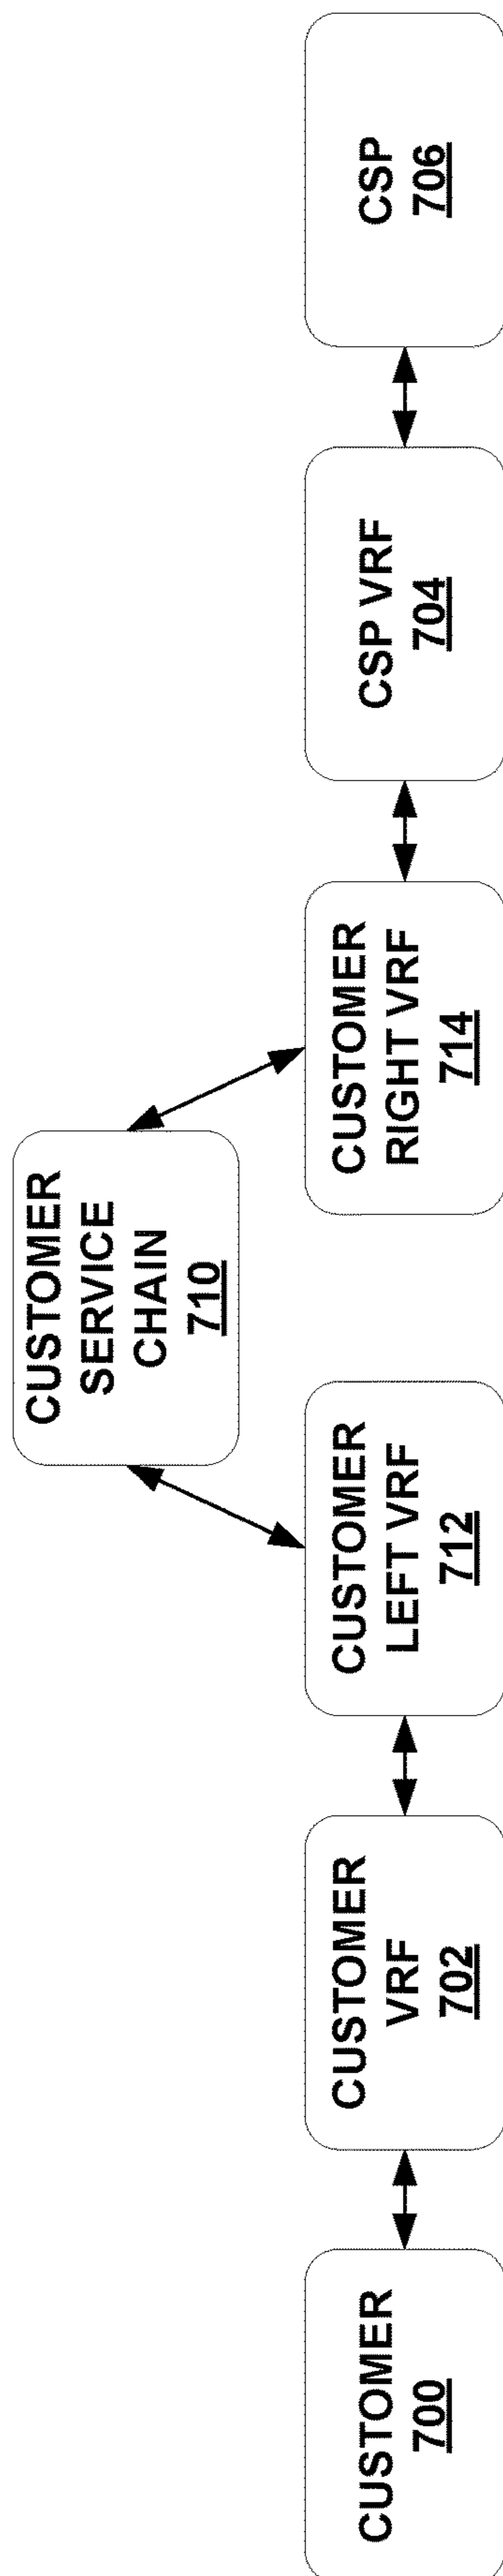 CUSTOMER
SERVICE
CHAIN
710
CUSTOMER
700
CUSTOMER
VRF
702
CUSTOMER
LEFT VRF
712
CUSTOMER
RIGHT VRF
714
CSP VRF
704
CSP
706